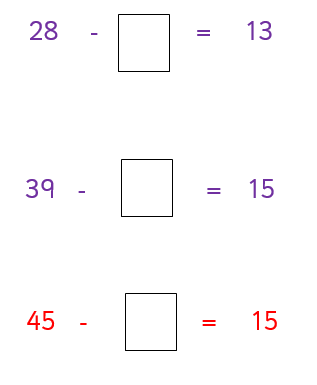 28 - = 13
39 - = 15
45 - = 15